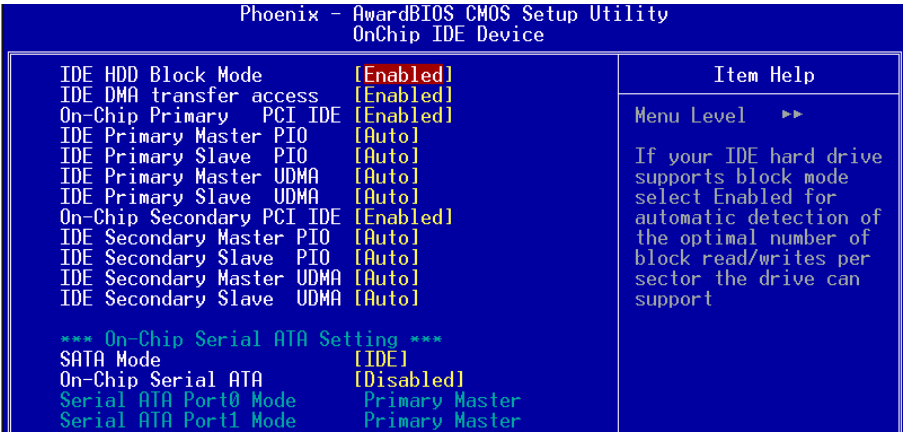 Phoenix - AwardBIOS CMOS Setup Utility
OnChip IDE Device
IDE HDD Block Mode [Enabled]
IDE DMA transfer access [Enabled]
On-Chip Primary PCI IDE [Enabled]
IDE Primary Master PIO [Auto]
IDE Primary Slave PIO [Auto]
IDE Primary Master UDMA [Auto]
IDE Primary Slave UDMA [Auto]
On-Chip Secondary PCI IDE [Enabled]
IDE Secondary Master PIO [Auto]
IDE Secondary Slave PIO [Auto]
IDE Secondary Master UDMA [Auto]
IDE Secondary Slave UDMA [Auto]
*** On-Chip Serial ATA Setting ***
SATA Mode [IDE]
On-Chip Serial ATA [Disabled]
Serial ATA Port0 Mode Primary Master
Serial ATA Port1 Mode Primary Master
Item Help
Menu Level ▸▸
If your IDE hard drive
supports block mode
select Enabled for
automatic detection of
the optimal number of
block read/writes per
sector the drive can
support